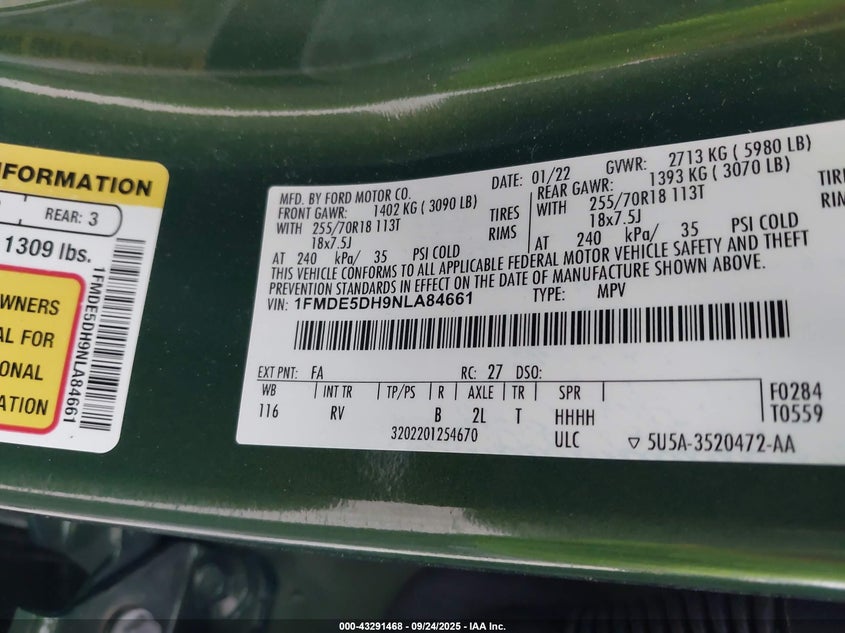 NFORMATION
REAR: 3
1309 lbs.
WNERS
AL FOR
ONAL
ATION
1FMDE5DH9NLA84661
MFD. BY FORD MOTOR CO.
DATE: 01/22 GVWR: 2713 KG ( 5980 LB)
FRONT GAWR: 1402 KG ( 3090 LB) REAR GAWR: 1393 KG ( 3070 LB)
WITH 255/70R18 113T TIRES WITH 255/70R18 113T TIRE
18x7.5J RIMS 18x7.5J RIMS
AT 240 kPa/ 35 PSI COLD AT 240 kPa/ 35 PSI COLD
THIS VEHICLE CONFORMS TO ALL APPLICABLE FEDERAL MOTOR VEHICLE SAFETY AND THEFT
PREVENTION STANDARDS IN EFFECT ON THE DATE OF MANUFACTURE SHOWN ABOVE.
VIN: 1FMDE5DH9NLA84661 TYPE: MPV
EXT PNT: FA RC: 27 DSO:
WB INT TR TP/PS R AXLE TR SPR F0284
116 RV B 2L T HHHH T0559
3202201254670 ULC ▽ 5U5A-3520472-AA
000-43291468 - 09/24/2025 - IAA Inc.